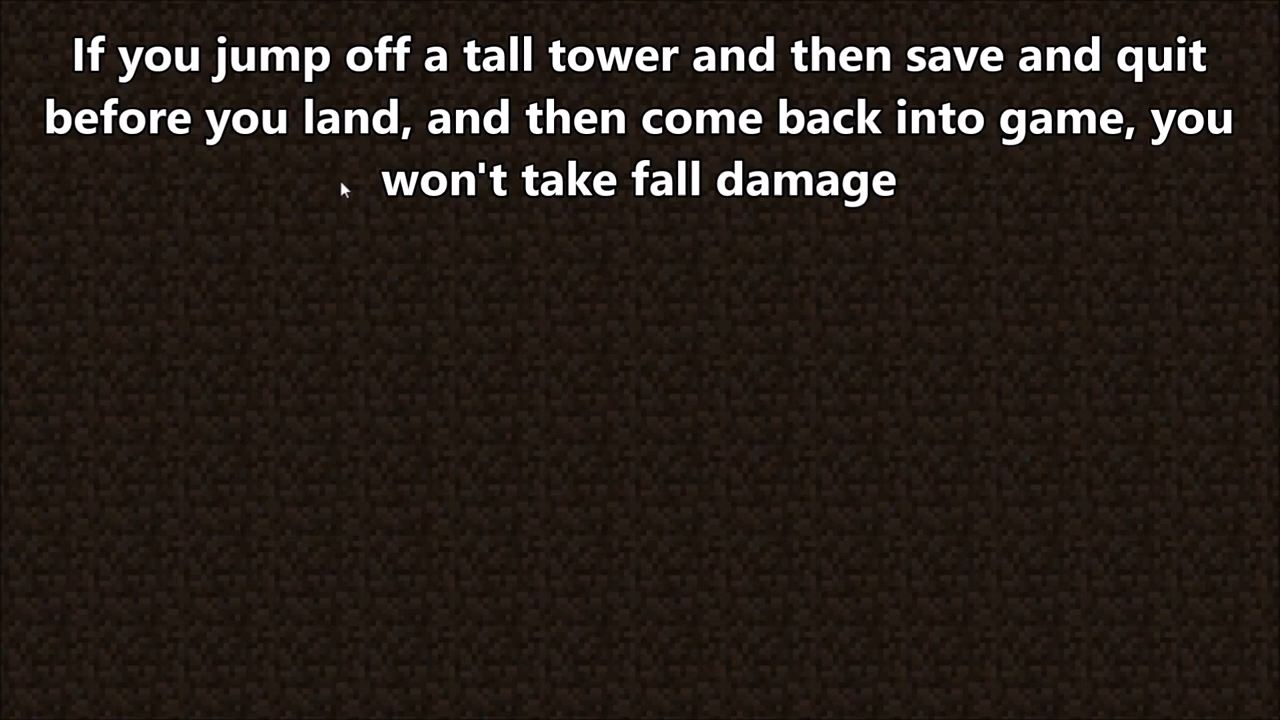 If you jump off a tall tower and then save and quit
before you land, and then come back into game, you
won't take fall damage